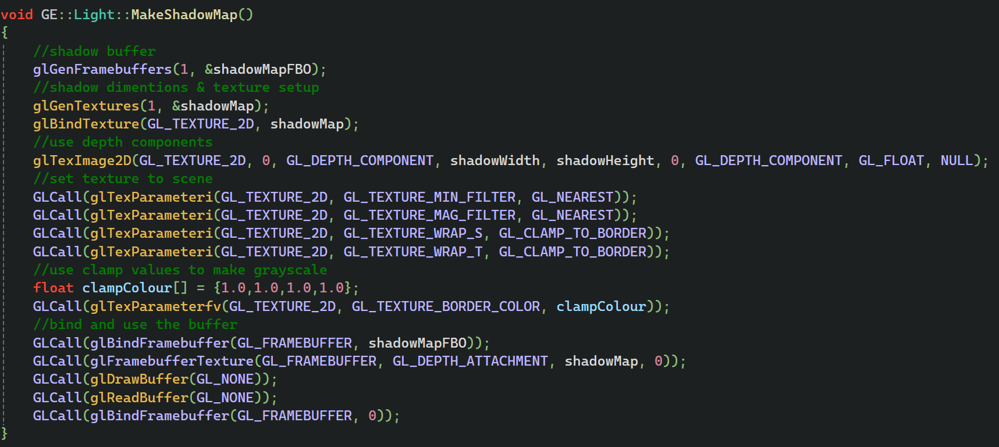 void GE::Light::MakeShadowMap()
{
    //shadow buffer
    glGenFramebuffers(1, &shadowMapFBO);
    //shadow dimentions & texture setup
    glGenTextures(1, &shadowMap);
    glBindTexture(GL_TEXTURE_2D, shadowMap);
    //use depth components
    glTexImage2D(GL_TEXTURE_2D, 0, GL_DEPTH_COMPONENT, shadowWidth, shadowHeight, 0, GL_DEPTH_COMPONENT, GL_FLOAT, NULL);
    //set texture to scene
    GLCall(glTexParameteri(GL_TEXTURE_2D, GL_TEXTURE_MIN_FILTER, GL_NEAREST));
    GLCall(glTexParameteri(GL_TEXTURE_2D, GL_TEXTURE_MAG_FILTER, GL_NEAREST));
    GLCall(glTexParameteri(GL_TEXTURE_2D, GL_TEXTURE_WRAP_S, GL_CLAMP_TO_BORDER));
    GLCall(glTexParameteri(GL_TEXTURE_2D, GL_TEXTURE_WRAP_T, GL_CLAMP_TO_BORDER));
    //use clamp values to make grayscale
    float clampColour[] = {1.0,1.0,1.0,1.0};
    GLCall(glTexParameterfv(GL_TEXTURE_2D, GL_TEXTURE_BORDER_COLOR, clampColour));
    //bind and use the buffer
    GLCall(glBindFramebuffer(GL_FRAMEBUFFER, shadowMapFBO));
    GLCall(glFramebufferTexture(GL_FRAMEBUFFER, GL_DEPTH_ATTACHMENT, shadowMap, 0));
    GLCall(glDrawBuffer(GL_NONE));
    GLCall(glReadBuffer(GL_NONE));
    GLCall(glBindFramebuffer(GL_FRAMEBUFFER, 0));
}